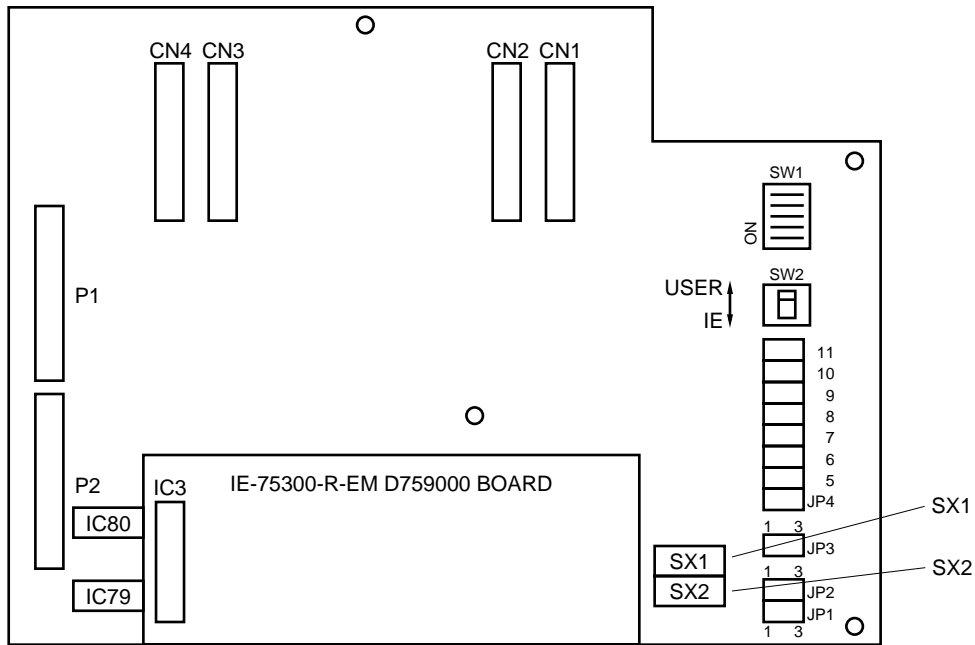 CN4 CN3 CN2 CN1
SW1
ON
SW2
USER
IE
P1
11
10
9
8
7
6
5
JP4
P2
IC3
IE-75300-R-EM D759000 BOARD
IC80
SX1
1 3
JP3
SX1
SX2
1 3
SX2
JP2
IC79
JP1
1 3